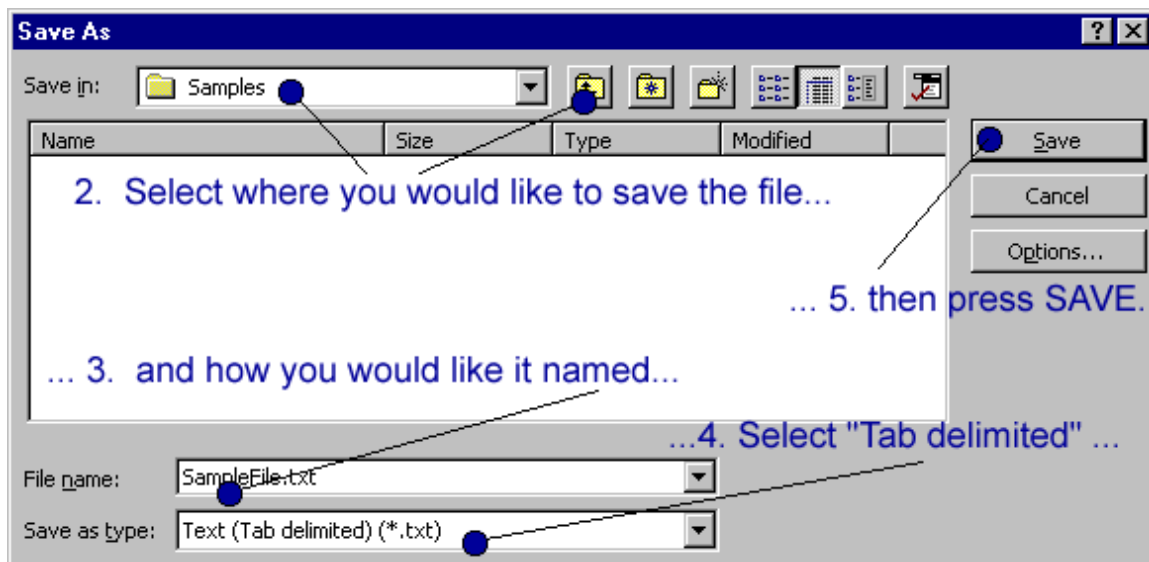 Save As
Save in: Samples
Name Size Type Modified
Save
2. Select where you would like to save the file...
Cancel
Options...
... 5. then press SAVE.
... 3. and how you would like it named...
...4. Select "Tab delimited" ...
File name: SampleFile.txt
Save as type: Text (Tab delimited) (*.txt)